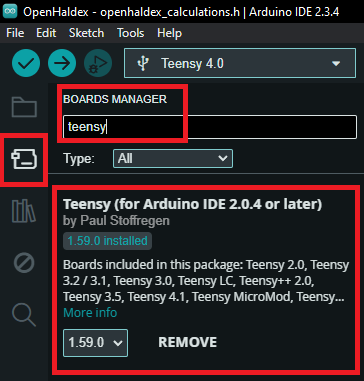 OpenHaldex - openhaldex_calculations.h | Arduino IDE 2.3.4
File Edit Sketch Tools Help
Teensy 4.0
BOARDS MANAGER
teensy
Type: All
Teensy (for Arduino IDE 2.0.4 or later)
by Paul Stoffregen
1.59.0 installed
Boards included in this package: Teensy 2.0, Teensy
3.2 / 3.1, Teensy 3.0, Teensy LC, Teensy++ 2.0,
Teensy 3.5, Teensy 4.1, Teensy MicroMod, Teensy...
More info
1.59.0 REMOVE